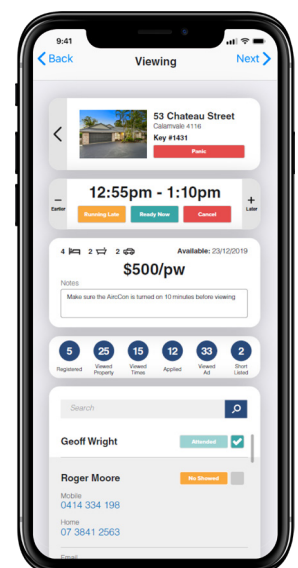 9:41
Back Viewing Next
53 Chateau Street
Calamvale 4116
Key #1431
Panic
12:55pm - 1:10pm
Earlier Running Late Ready Now Cancel Later
4 2 2 Available: 23/12/2019
$500/pw
Notes
Make sure the AirCon is turned on 10 minutes before viewing
5 25 15 12 33 2
Registered Viewed Property Viewed Times Applied Viewed Ad Short Listed
Search
Geoff Wright Attended
Roger Moore No Showed
Mobile
0414 334 198
Home
07 3841 2563
Email